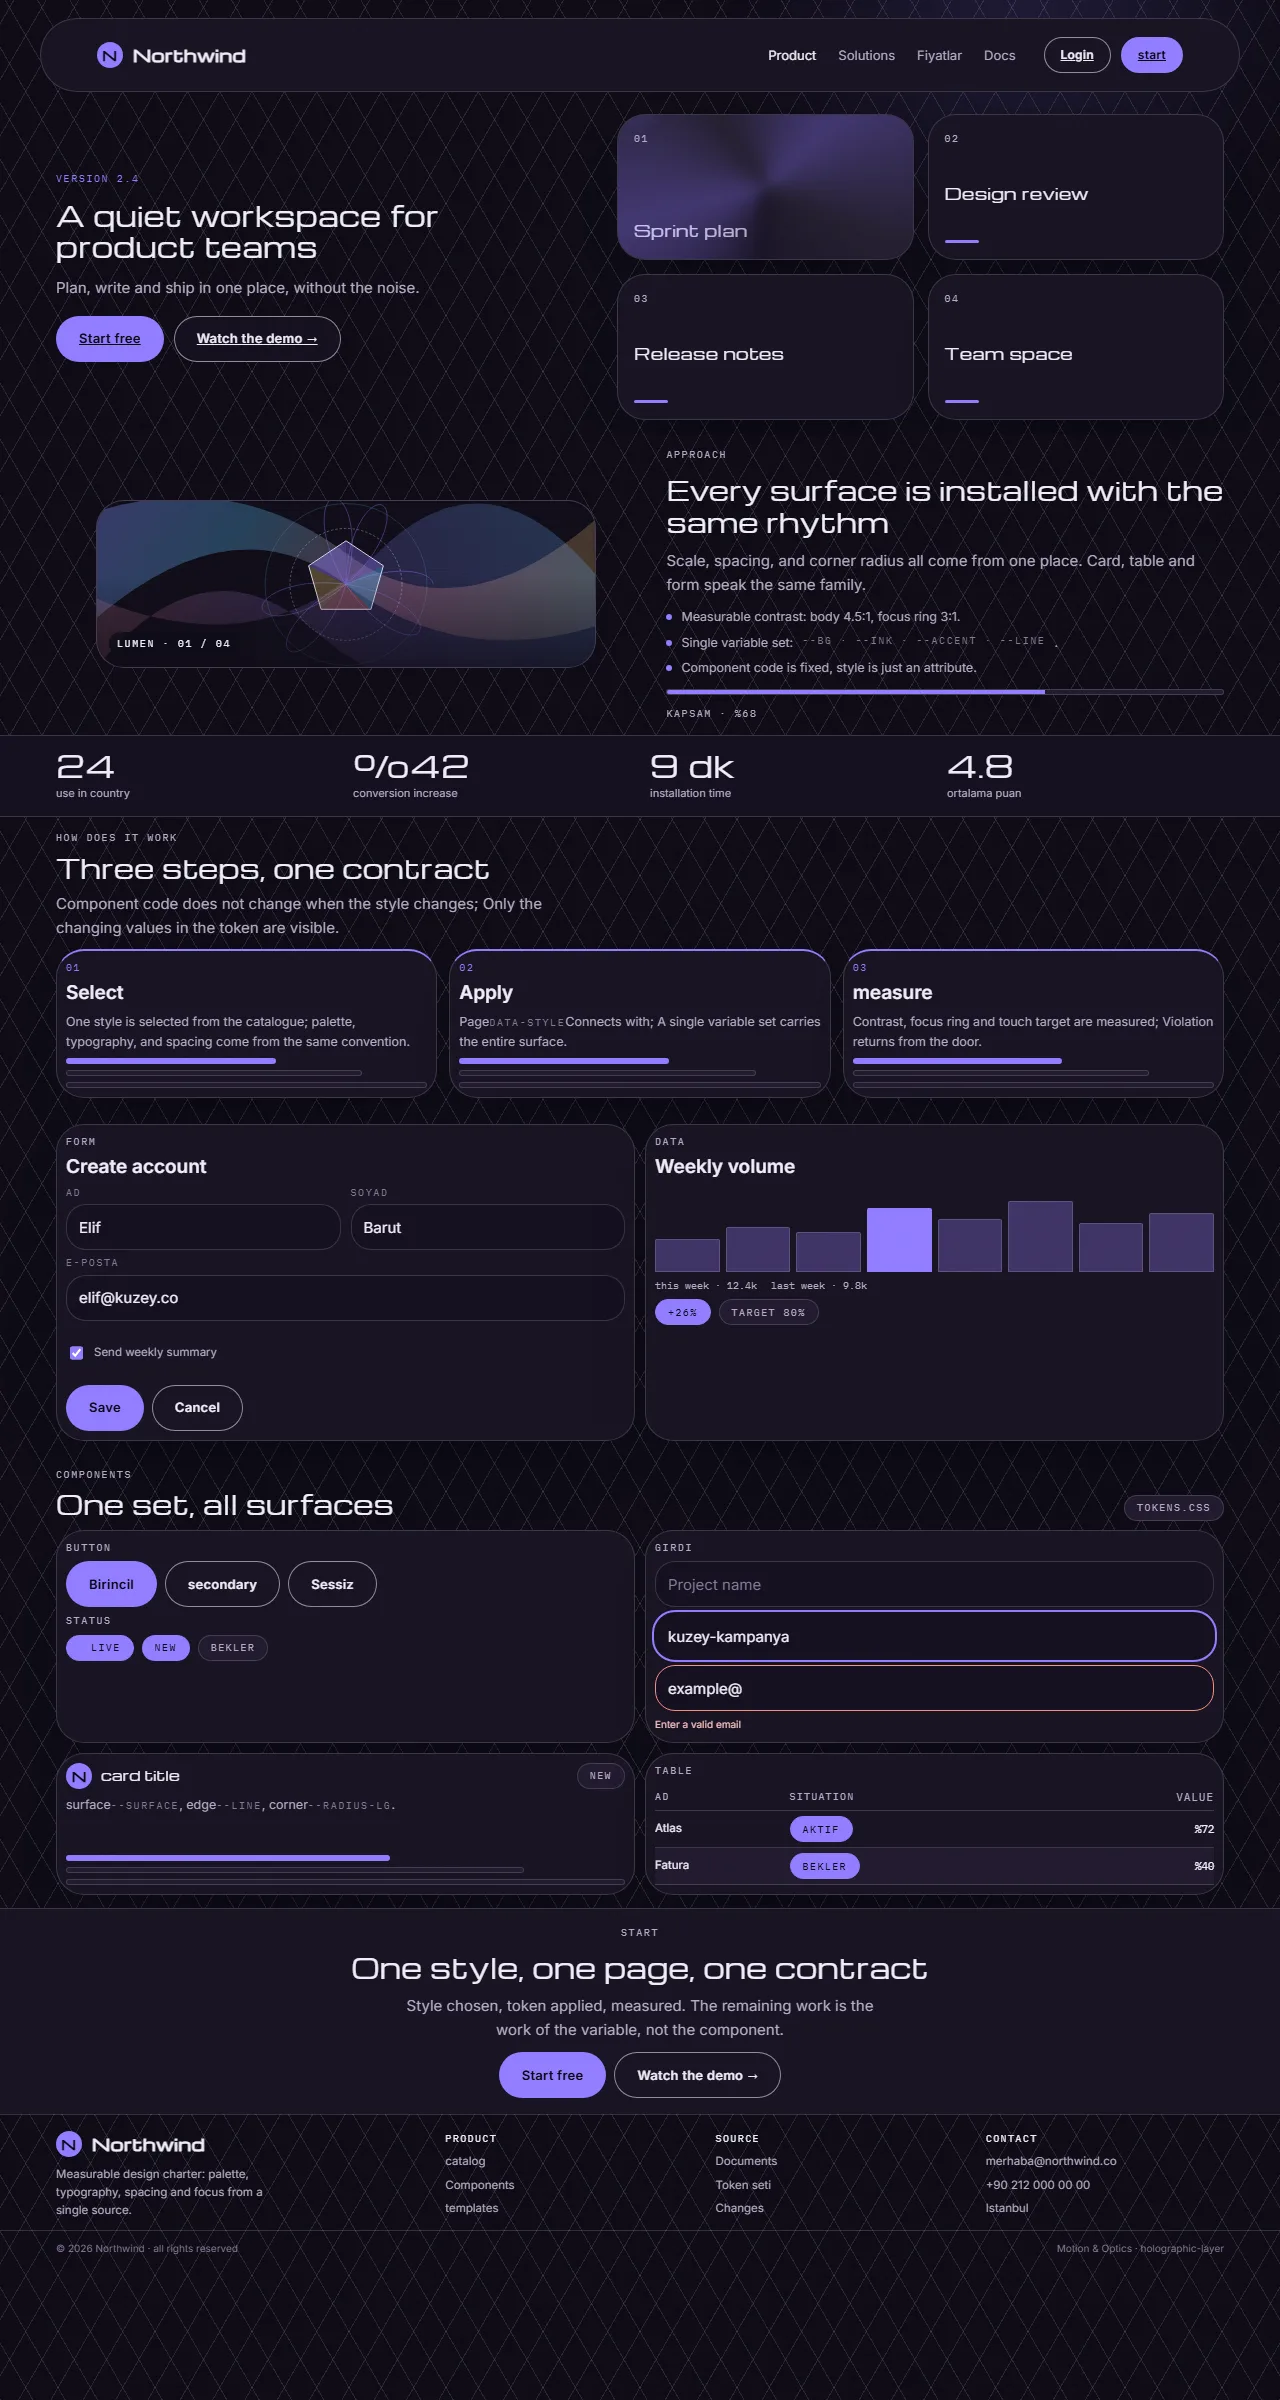 N Northwind
Product Solutions Fiyatlar Docs Login start
VERSION 2.4
A quiet workspace for
product teams
Plan, write and ship in one place, without the noise.
Start free Watch the demo →
01
Sprint plan
02
Design review
03
Release notes
04
Team space
LUMEN · 01 / 04
APPROACH
Every surface is installed with the
same rhythm
Scale, spacing, and corner radius all come from one place. Card, table and
form speak the same family.
Measurable contrast: body 4.5:1, focus ring 3:1.
Single variable set: --BG · --INK · --ACCENT · --LINE .
Component code is fixed, style is just an attribute.
KAPSAM · %68
24
use in country
%42
conversion increase
9 dk
installation time
4.8
ortalama puan
HOW DOES IT WORK
Three steps, one contract
Component code does not change when the style changes; Only the
changing values in the token are visible.
01
Select
One style is selected from the catalogue; palette,
typography, and spacing come from the same convention.
02
Apply
PageDATA-STYLEConnects with; A single variable set carries
the entire surface.
03
measure
Contrast, focus ring and touch target are measured; Violation
returns from the door.
FORM
Create account
AD SOYAD
Elif Barut
E-POSTA
elif@kuzey.co
Send weekly summary
Save Cancel
DATA
Weekly volume
this week · 12.4k last week · 9.8k
+26% TARGET 80%
COMPONENTS
One set, all surfaces
TOKENS.CSS
BUTTON
Birincil secondary Sessiz
STATUS
LIVE NEW BEKLER
GIRDI
Project name
kuzey-kampanya
example@
Enter a valid email
N card title NEW
surface--SURFACE, edge--LINE, corner--RADIUS-LG.
TABLE
AD SITUATION VALUE
Atlas AKTIF %72
Fatura BEKLER %40
START
One style, one page, one contract
Style chosen, token applied, measured. The remaining work is the
work of the variable, not the component.
Start free Watch the demo →
N Northwind
Measurable design charter: palette,
typography, spacing and focus from a
single source.
PRODUCT
catalog
Components
templates
SOURCE
Documents
Token seti
Changes
CONTACT
merhaba@northwind.co
+90 212 000 00 00
Istanbul
© 2026 Northwind · all rights reserved
Motion & Optics · holographic-layer